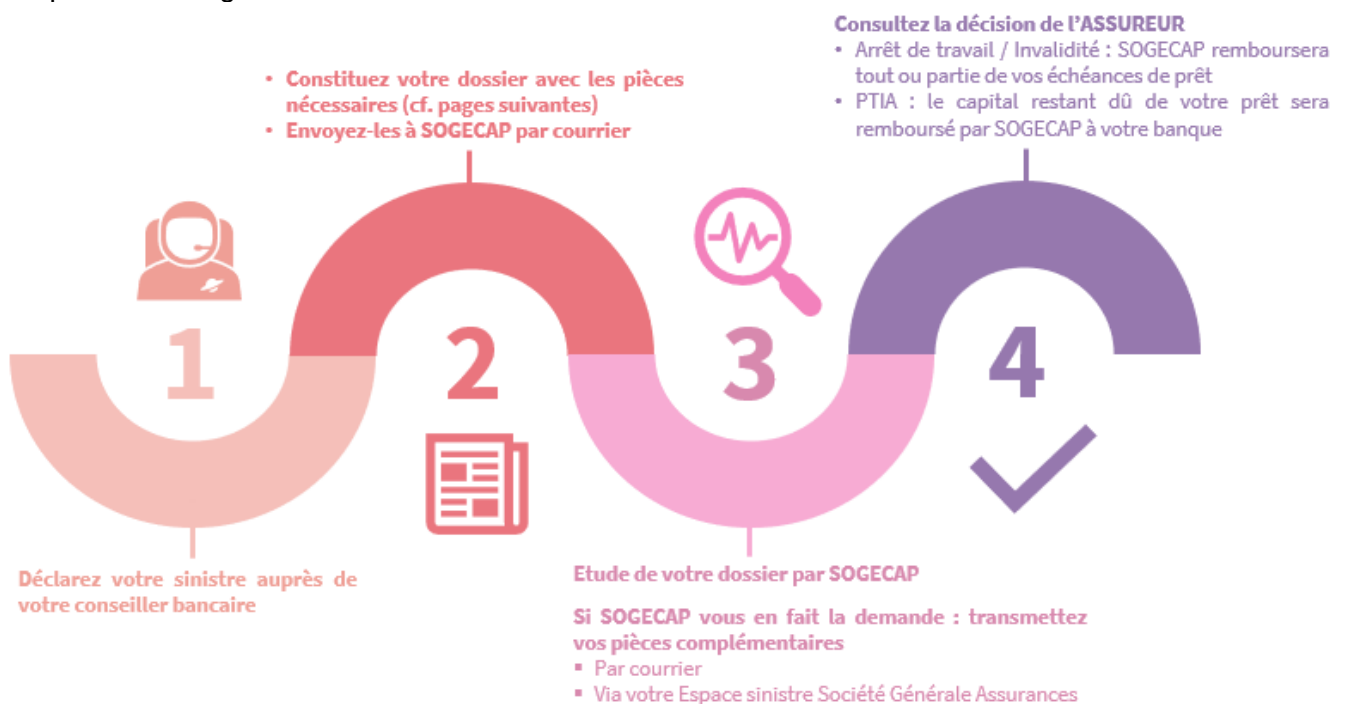 1
Déclarez votre sinistre auprès de
votre conseiller bancaire
• Constituez votre dossier avec les pièces
nécessaires (cf. pages suivantes)
• Envoyez-les à SOGECAP par courrier
2
3
Etude de votre dossier par SOGECAP
Si SOGECAP vous en fait la demande : transmettez
vos pièces complémentaires
▪ Par courrier
▪ Via votre Espace sinistre Société Générale Assurances
Consultez la décision de l’ASSUREUR
• Arrêt de travail / Invalidité : SOGECAP remboursera
tout ou partie de vos échéances de prêt
• PTIA : le capital restant dû de votre prêt sera
remboursé par SOGECAP à votre banque
4